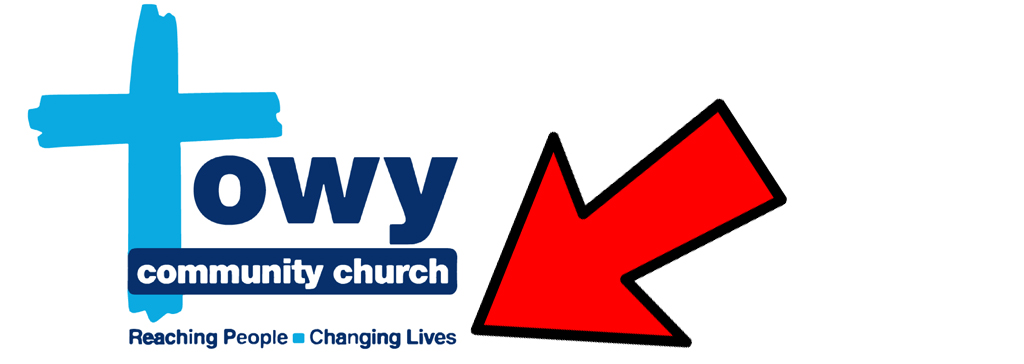 towy
community church
Reaching People ▪ Changing Lives